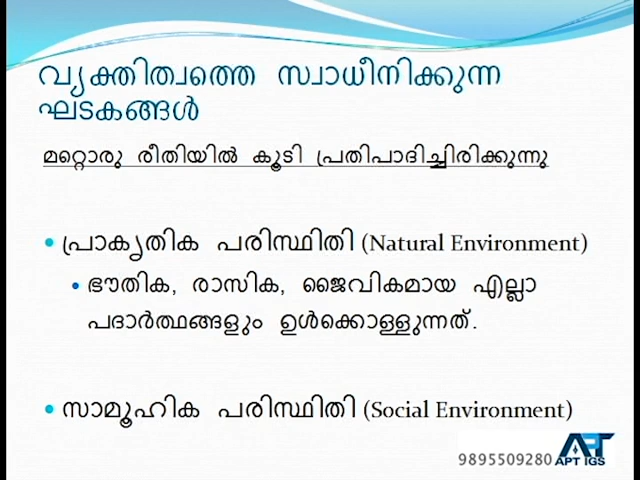 വ്യക്തിത്വത്തെ സ്വാധീനിക്കുന്ന
ഘടകങ്ങൾ
മറ്റൊരു രീതിയിൽ കൂടി പ്രതിപാദിച്ചിരിക്കുന്നു
• പ്രാകൃതിക പരിസ്ഥിതി (Natural Environment)
• ഭൗതിക, രാസിക, ജൈവികമായ എല്ലാ
പദാർത്ഥങ്ങളും ഉൾക്കൊള്ളുന്നത്.
• സാമൂഹിക പരിസ്ഥിതി (Social Environment)
9895509280 APT IGS